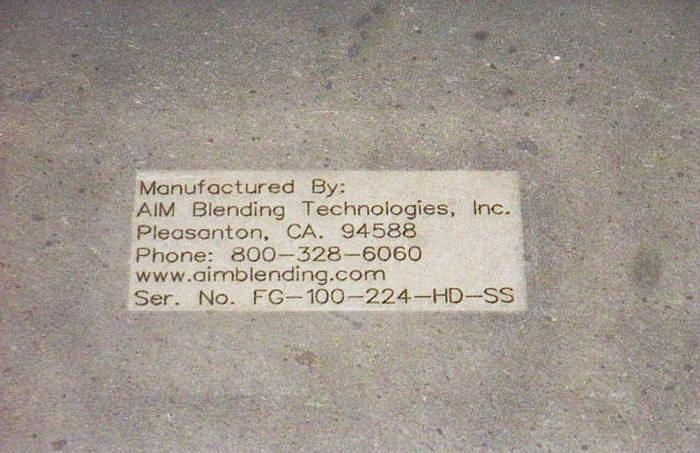 Manufactured By:
AIM Blending Technologies, Inc.
Pleasanton, CA. 94588
Phone: 800-328-6060
www.aimblending.com
Ser. No. FG-100-224-HD-SS